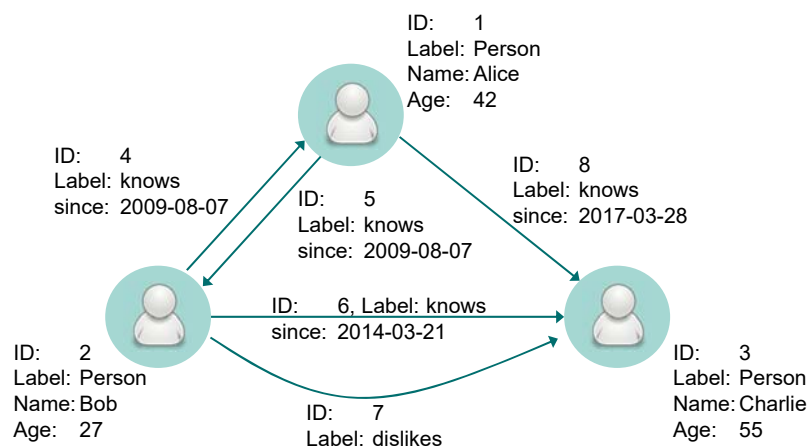 ID: 1
Label: Person
Name: Alice
Age: 42
ID: 4
Label: knows
since: 2009-08-07
ID: 5
Label: knows
since: 2009-08-07
ID: 8
Label: knows
since: 2017-03-28
ID: 6, Label: knows
since: 2014-03-21
ID: 2
Label: Person
Name: Bob
Age: 27
ID: 7
Label: dislikes
ID: 3
Label: Person
Name: Charlie
Age: 55